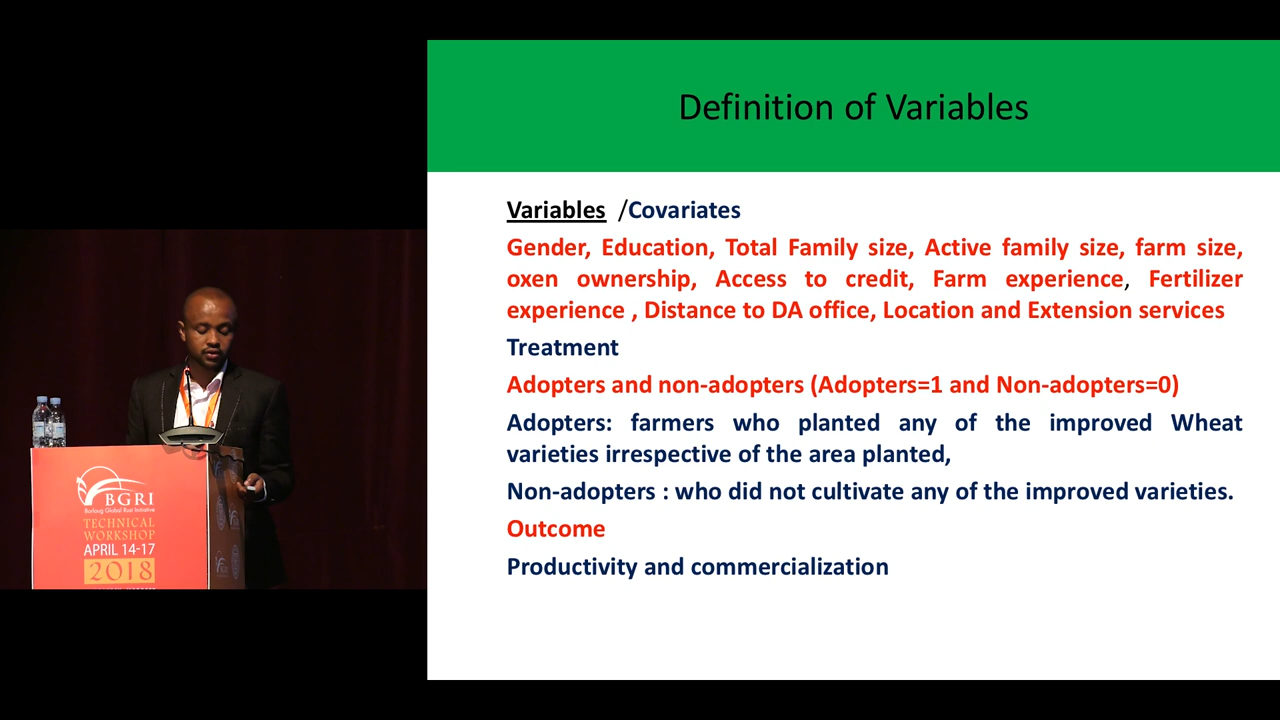 Definition of Variables
Variables /Covariates
Gender, Education, Total Family size, Active family size, farm size,
oxen ownership, Access to credit, Farm experience, Fertilizer
experience , Distance to DA office, Location and Extension services
Treatment
Adopters and non-adopters (Adopters=1 and Non-adopters=0)
Adopters: farmers who planted any of the improved Wheat
varieties irrespective of the area planted,
Non-adopters : who did not cultivate any of the improved varieties.
Outcome
Productivity and commercialization
BGRI
Borlaug Global Rust Initiative
TECHNICAL
WORKSHOP
APRIL 14-17
2018